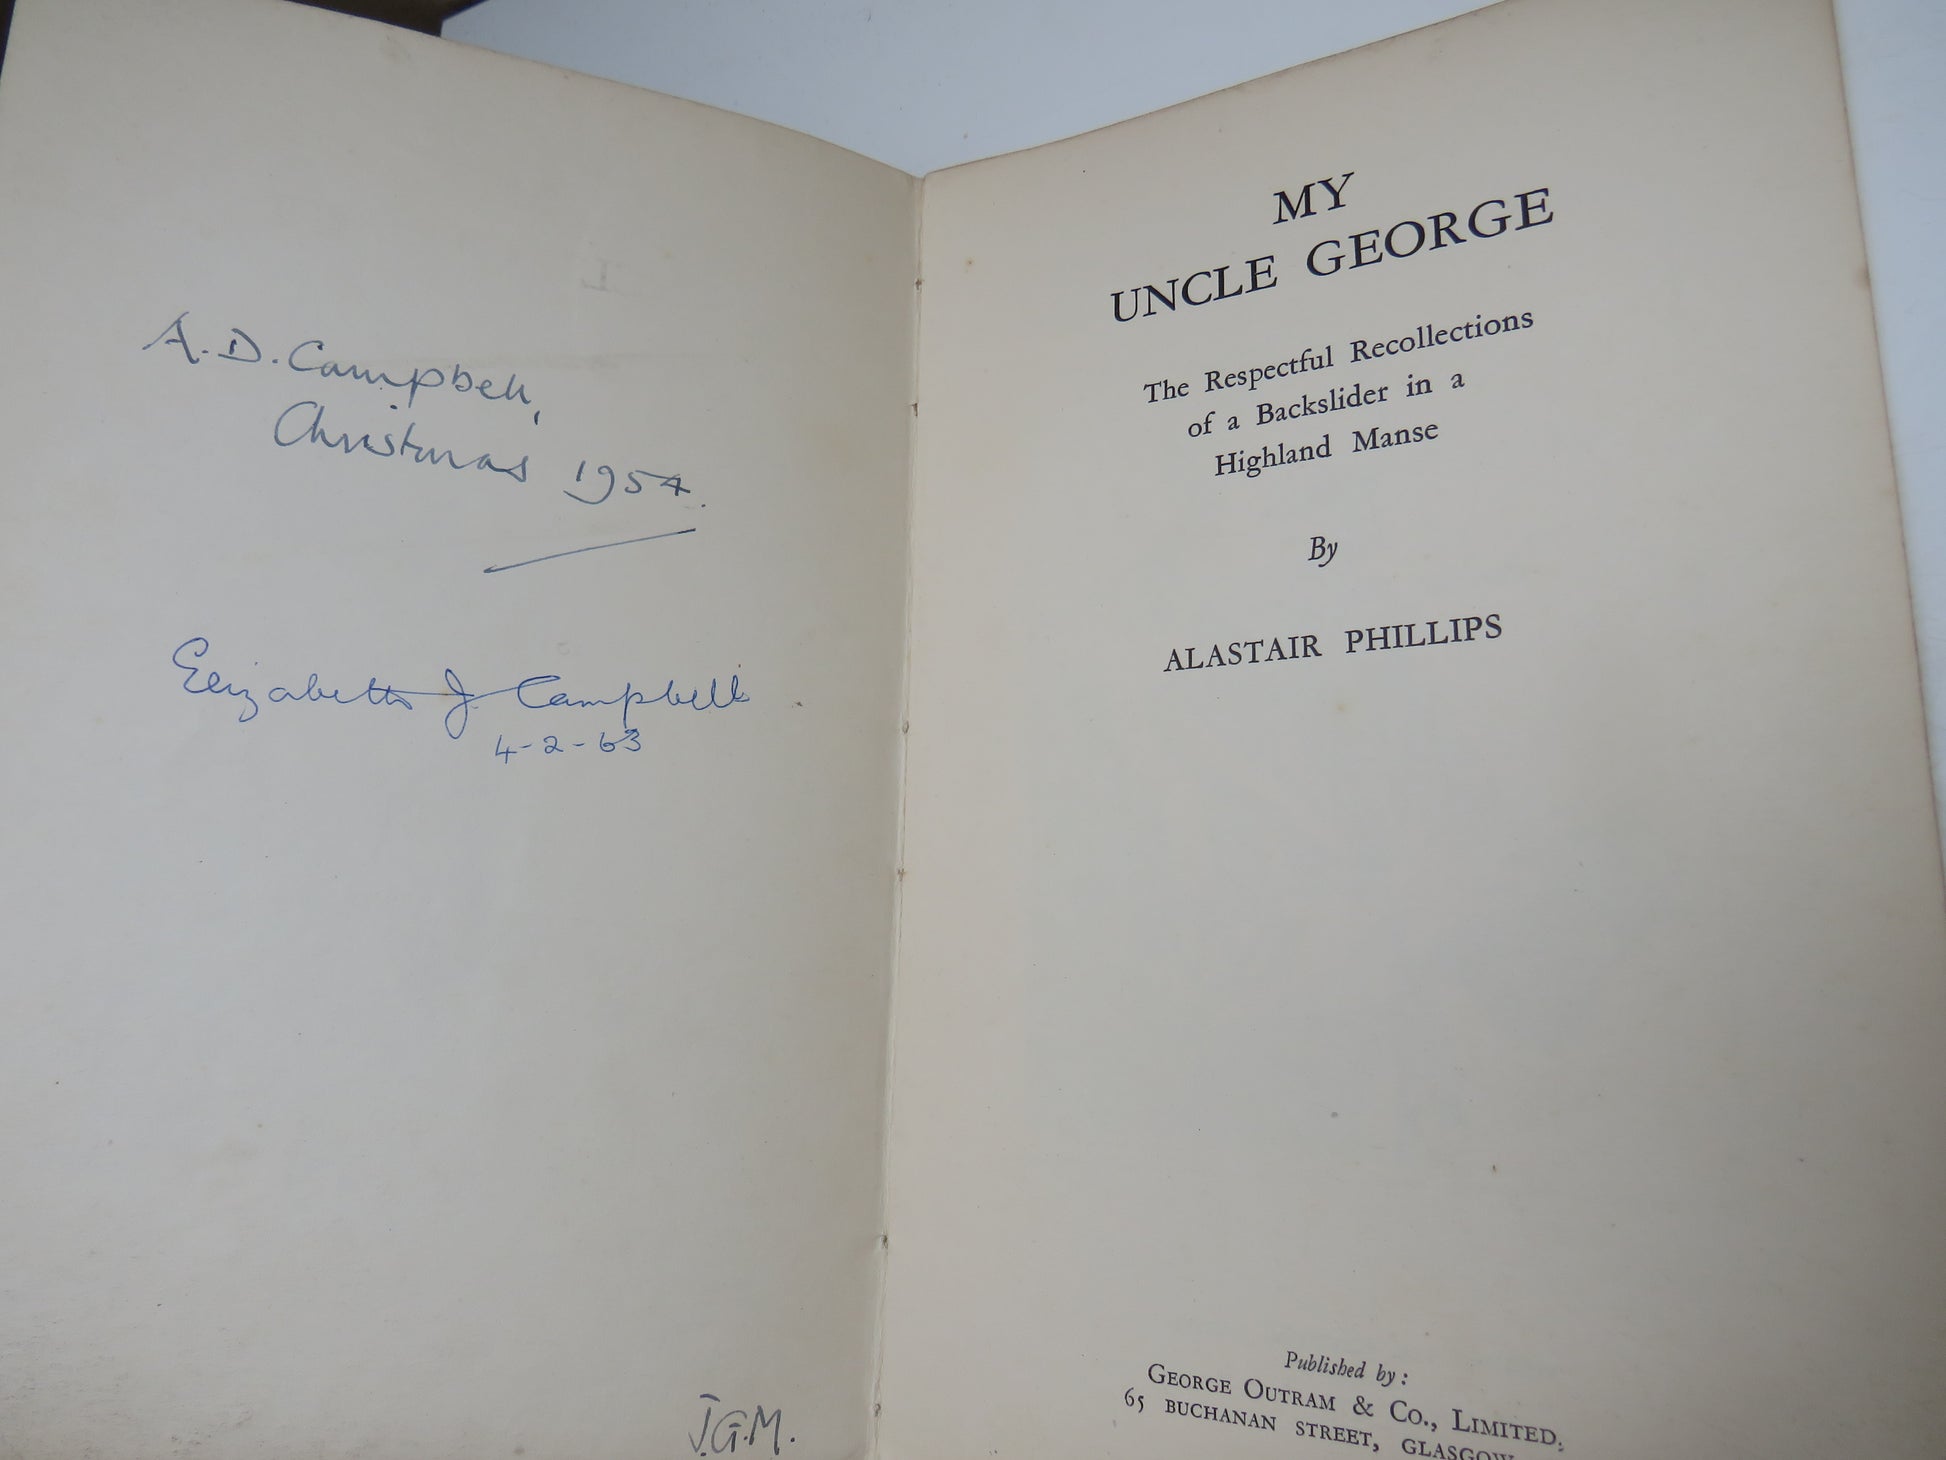 A. D. Campbell,
Christmas 1954.
Elizabeth J. Campbell
4-2-63
J.G.M.
MY
UNCLE GEORGE
The Respectful Recollections
of a Backslider in a
Highland Manse
By
ALASTAIR PHILLIPS
Published by:
GEORGE OUTRAM & CO., LIMITED,
65 BUCHANAN STREET, GLASGOW